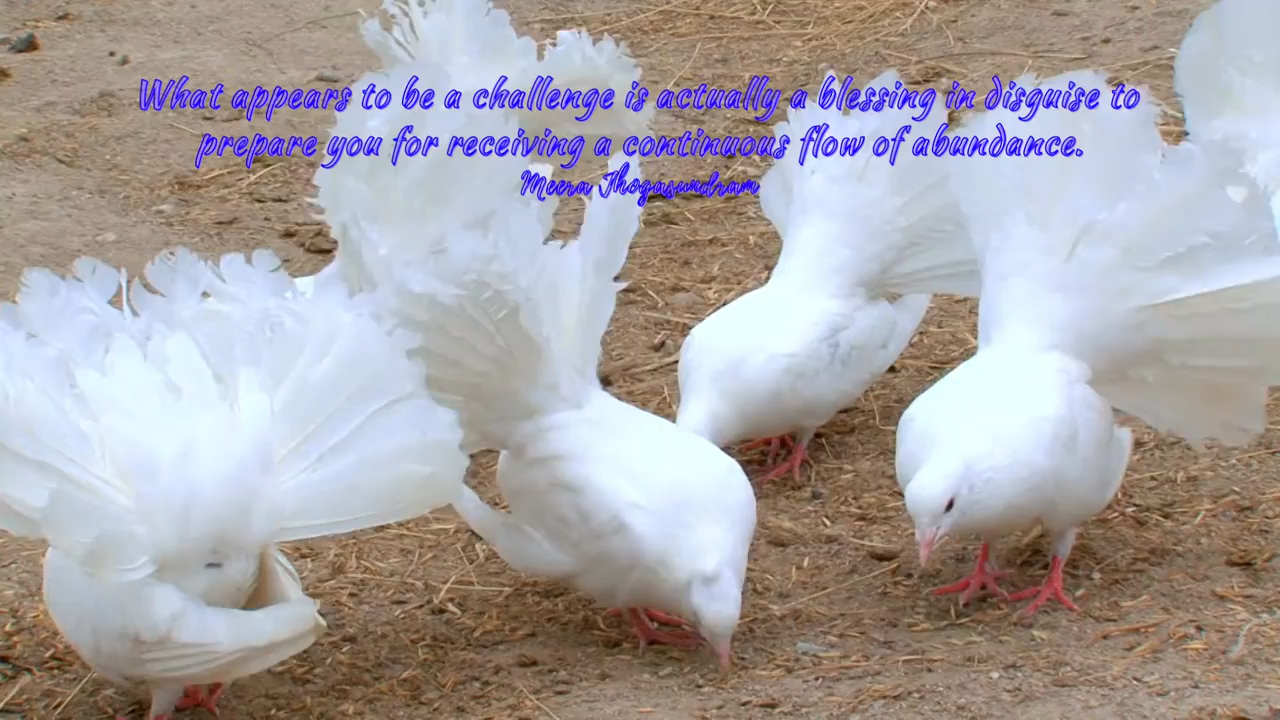 What appears to be a challenge is actually a blessing in disguise to
prepare you for receiving a continuous flow of abundance.
Meera Thogasundram